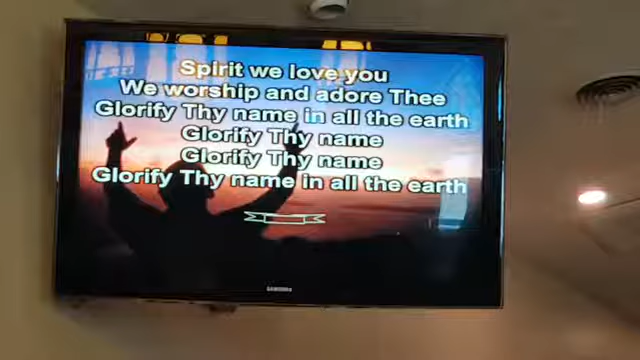 Spirit we love you
We worship and adore Thee
Glorify Thy name in all the earth
Glorify Thy name
Glorify Thy name
Glorify Thy name in all the earth
SAMSUNG